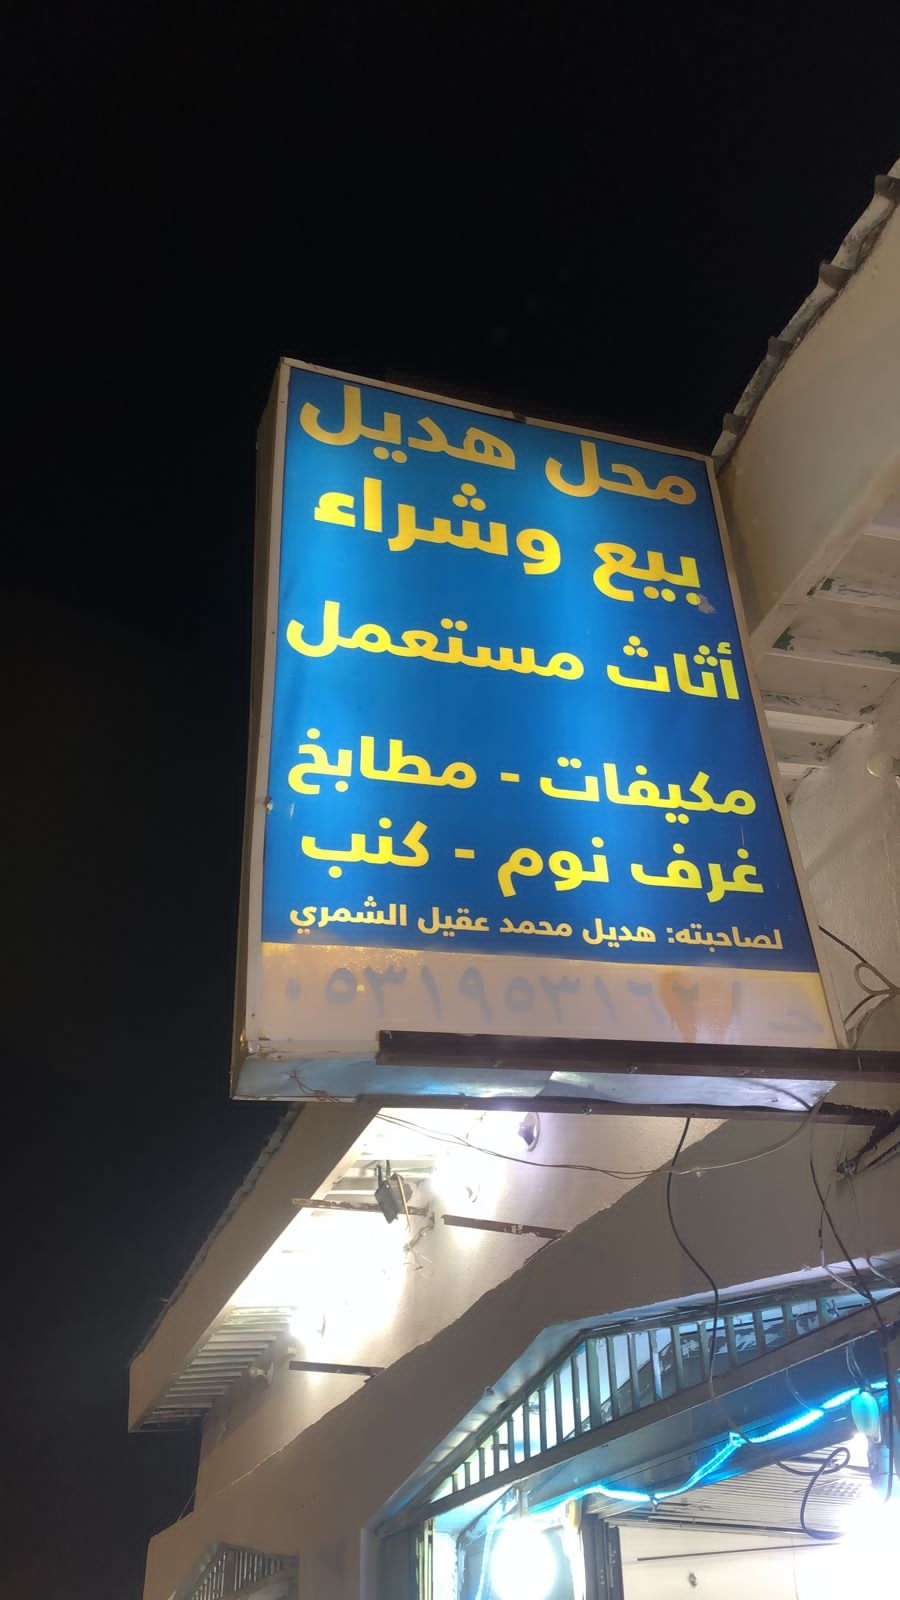 محل هديل
بيع وشراء
أثاث مستعمل
مكيفات - مطابخ
غرف نوم - كنب
لصاحبته: هديل محمد عقيل الشمري